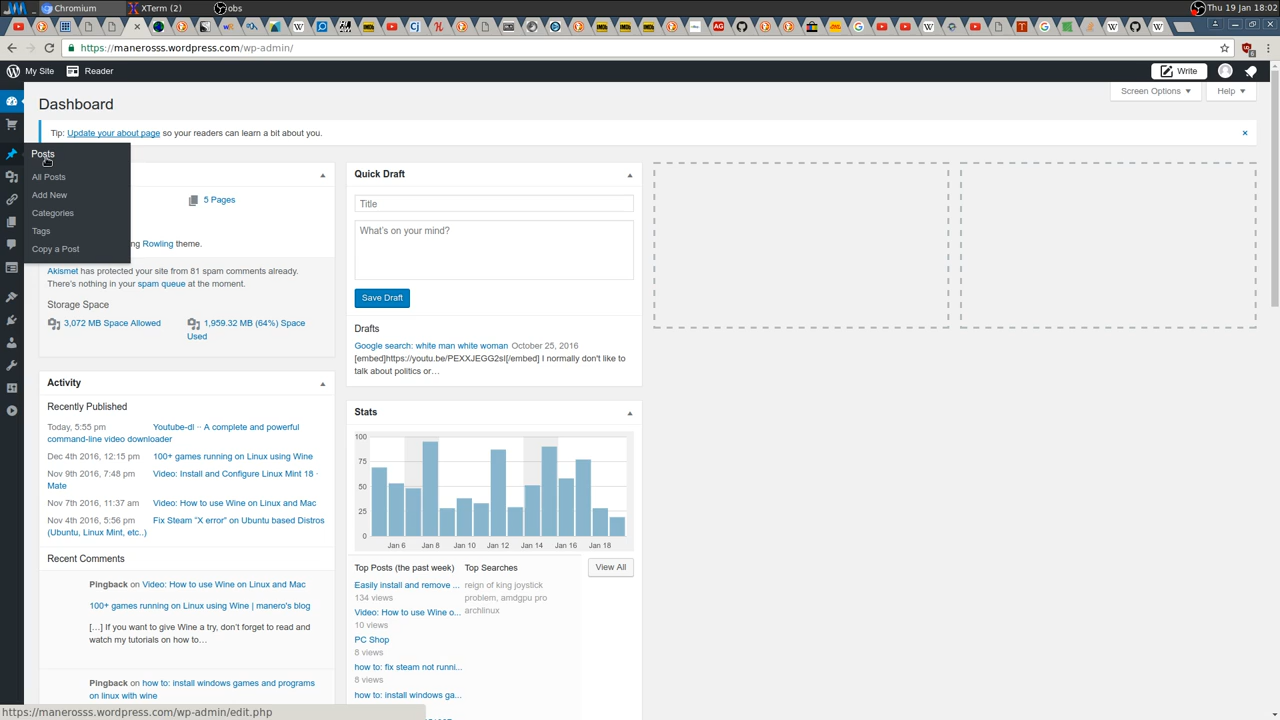 Chromium
XTerm (2)
obs
Thu 19 Jan, 18:02
https://manerosss.wordpress.com/wp-admin/
My Site
Reader
Write
Dashboard
Screen Options
Help
Tip: Update your about page so your readers can learn a bit about you.
Posts
All Posts
Add New
Categories
Tags
Copy a Post
5 Pages
Rowling theme.
Akismet has protected your site from 81 spam comments already.
There's nothing in your spam queue at the moment.
Storage Space
3,072 MB Space Allowed
1,959.32 MB (64%) Space
Used
Quick Draft
Title
What's on your mind?
Save Draft
Drafts
Google search: white man white woman October 25, 2016
[embed]https://youtu.be/PEXXJEGG2sI[/embed] I normally don't like to
talk about politics or…
Activity
Recently Published
Today, 5:55 pm Youtube-dl ·· A complete and powerful
command-line video downloader
Dec 4th 2016, 12:15 pm 100+ games running on Linux using Wine
Nov 9th 2016, 7:48 pm Video: Install and Configure Linux Mint 18 ·
Mate
Nov 7th 2016, 11:37 am Video: How to use Wine on Linux and Mac
Nov 4th 2016, 5:56 pm Fix Steam "X error" on Ubuntu based Distros
(Ubuntu, Linux Mint, etc..)
Recent Comments
Pingback on Video: How to use Wine on Linux and Mac
100+ games running on Linux using Wine | manero's blog
[…] If you want to give Wine a try, don't forget to read and
watch my tutorials on how to…
Pingback on how to: install windows games and programs
on linux with wine
Stats
100
75
50
25
0
Jan 6 Jan 8 Jan 10 Jan 12 Jan 14 Jan 16 Jan 18
Top Posts (the past week)
Easily install and remove ...
134 views
Video: How to use Wine o...
10 views
PC Shop
8 views
how to: fix steam not runni...
8 views
how to: install windows ga...
Top Searches
reign of king joystick
problem, amdgpu pro
archlinux
View All
https://manerosss.wordpress.com/wp-admin/edit.php